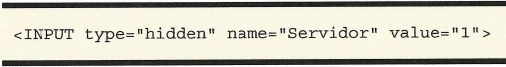 <INPUT type="hidden" name="Servidor" value="1">